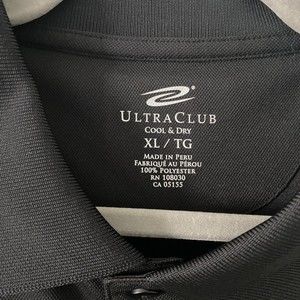 ULTRACLUB
COOL & DRY
XL / TG
MADE IN PERU
FABRIQUÉ AU PÉROU
100% POLYESTER
RN 108030
CA 05155